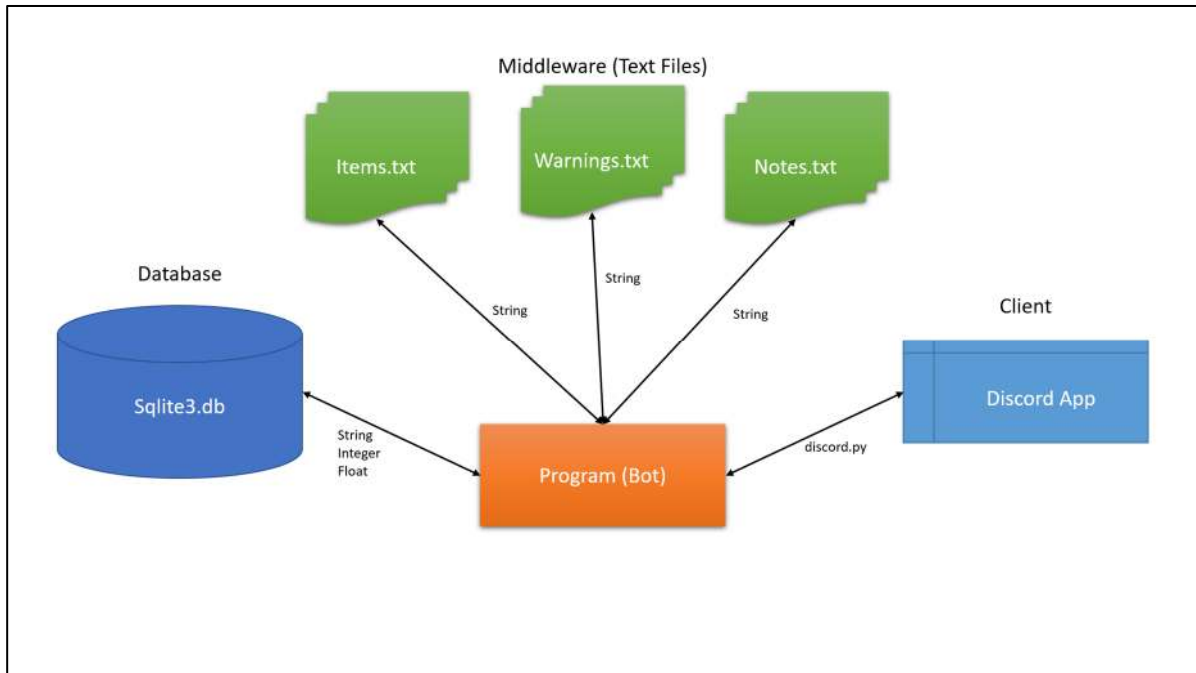 Middleware (Text Files)
Items.txt
Warnings.txt
Notes.txt
Database
String
String
String
Client
Sqlite3.db
Discord App
String
Integer
Float
Program (Bot)
discord.py